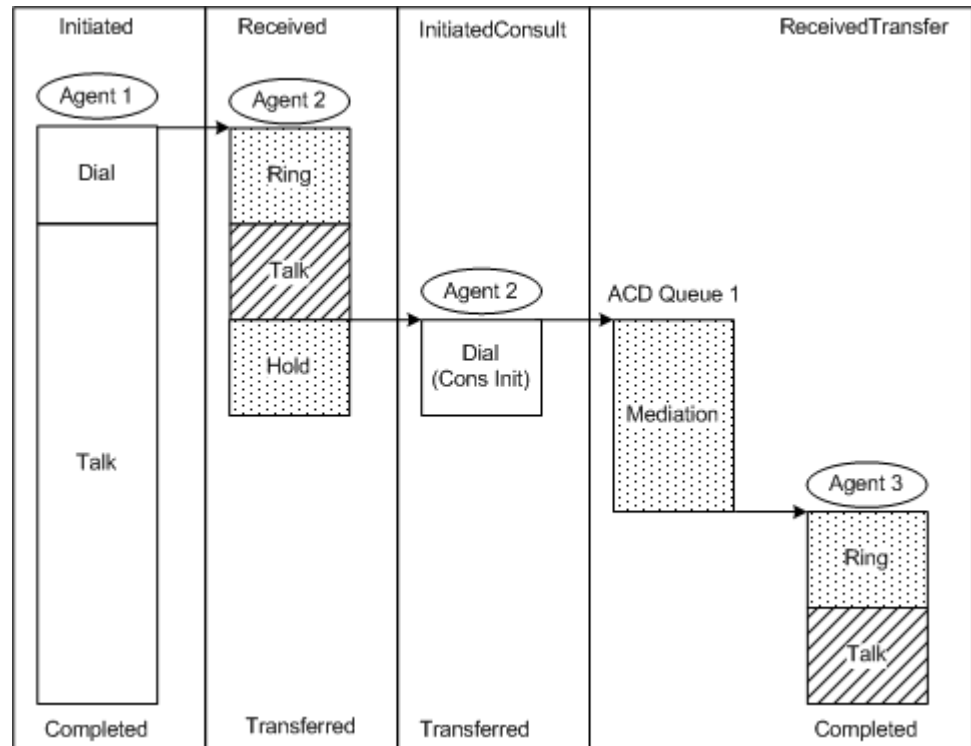 Initiated
Received
InitiatedConsult
ReceivedTransfer
Agent 1
Agent 2
Dial
Ring
Talk
Agent 2
ACD Queue 1
Hold
Dial
(Cons Init)
Mediation
Talk
Agent 3
Ring
Talk
Completed
Transferred
Transferred
Completed